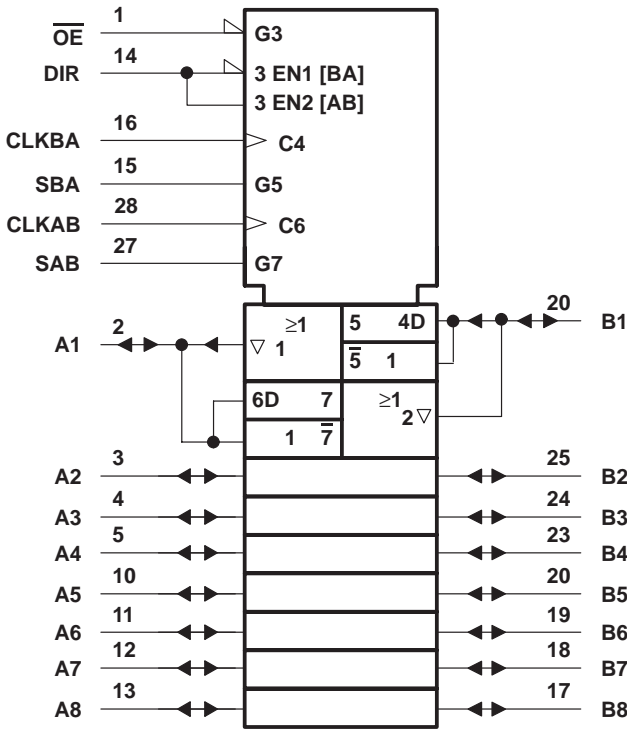 1
OE G3
14
DIR 3 EN1 [BA]
3 EN2 [AB]
16
CLKBA C4
15
SBA G5
28
CLKAB C6
27
SAB G7
2 ≥1 5 4D 20
A1 ▽ 1 B1
5 1
6D 7 ≥1
2 ▽
1 7
3 25
A2 B2
4 24
A3 B3
5 23
A4 B4
10 20
A5 B5
11 19
A6 B6
12 18
A7 B7
13 17
A8 B8